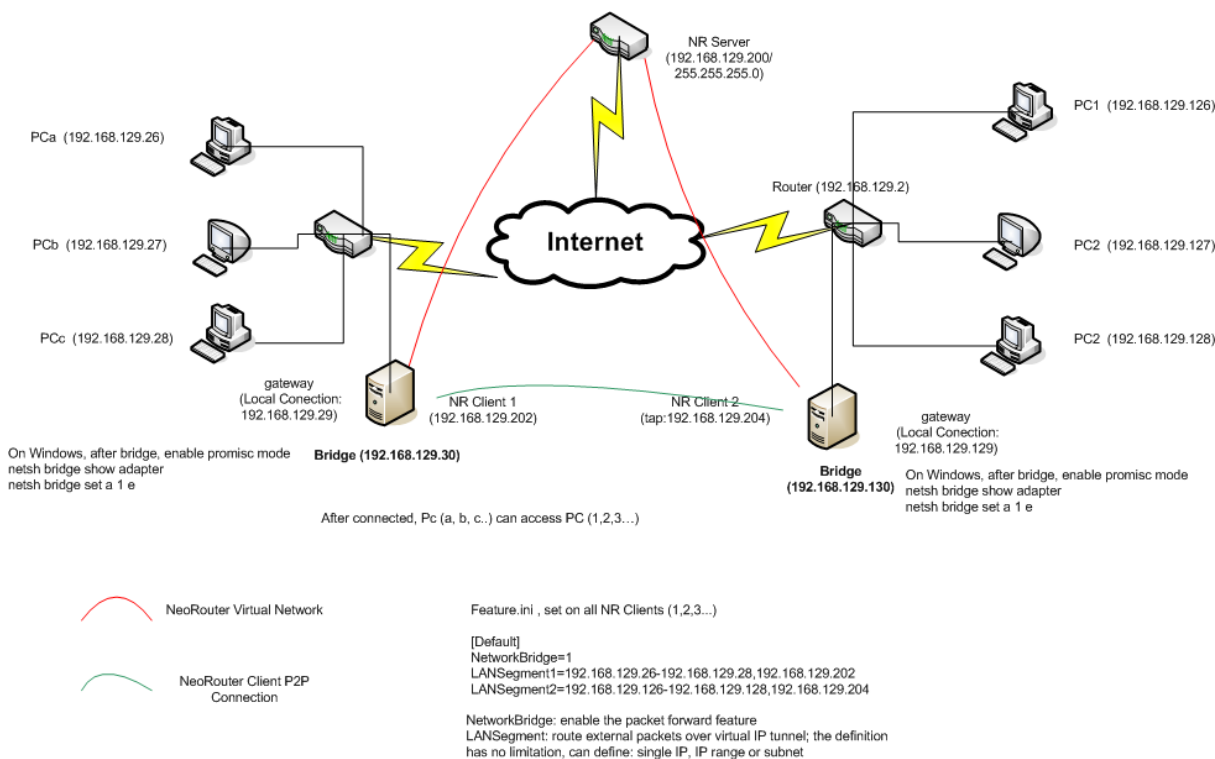 NR Server
(192.168.129.200/
255.255.255.0)
PCa (192.168.129.26)
PC1 (192.168.129.126)
Router (192.168.129.2)
PCb (192.168.129.27)
Internet
PC2 (192.168.129.127)
PCc (192.168.129.28)
PC2 (192.168.129.128)
gateway
(Local Conection:
192.168.129.29)
NR Client 1
(192.168.129.202)
NR Client 2
(tap:192.168.129.204)
gateway
(Local Conection:
192.168.129.129)
On Windows, after bridge, enable promisc mode
netsh bridge show adapter
netsh bridge set a 1 e
Bridge (192.168.129.30)
Bridge
(192.168.129.130)
On Windows, after bridge, enable promisc mode
netsh bridge show adapter
netsh bridge set a 1 e
After connected, Pc (a, b, c..) can access PC (1,2,3...)
NeoRouter Virtual Network
NeoRouter Client P2P
Connection
Feature.ini , set on all NR Clients (1,2,3...)
[Default]
NetworkBridge=1
LANSegment1=192.168.129.26-192.168.129.28,192.168.129.202
LANSegment2=192.168.129.126-192.168.129.128,192.168.129.204
NetworkBridge: enable the packet forward feature
LANSegment: route external packets over virtual IP tunnel; the definition
has no limitation, can define: single IP, IP range or subnet